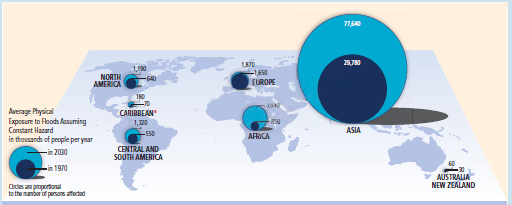 77,640
29,780
1,190
640
NORTH
AMERICA
1,870
1,650
EUROPE
180
70
CARIBBEAN*
1,320
550
CENTRAL AND
SOUTH AMERICA
3,640
850
AFRICA
ASIA
60
30
AUSTRALIA
NEW ZEALAND
Average Physical
Exposure to Floods Assuming
Constant Hazard
in thousands of people per year
in 2030
in 1970
Circles are proportional
to the number of persons affected